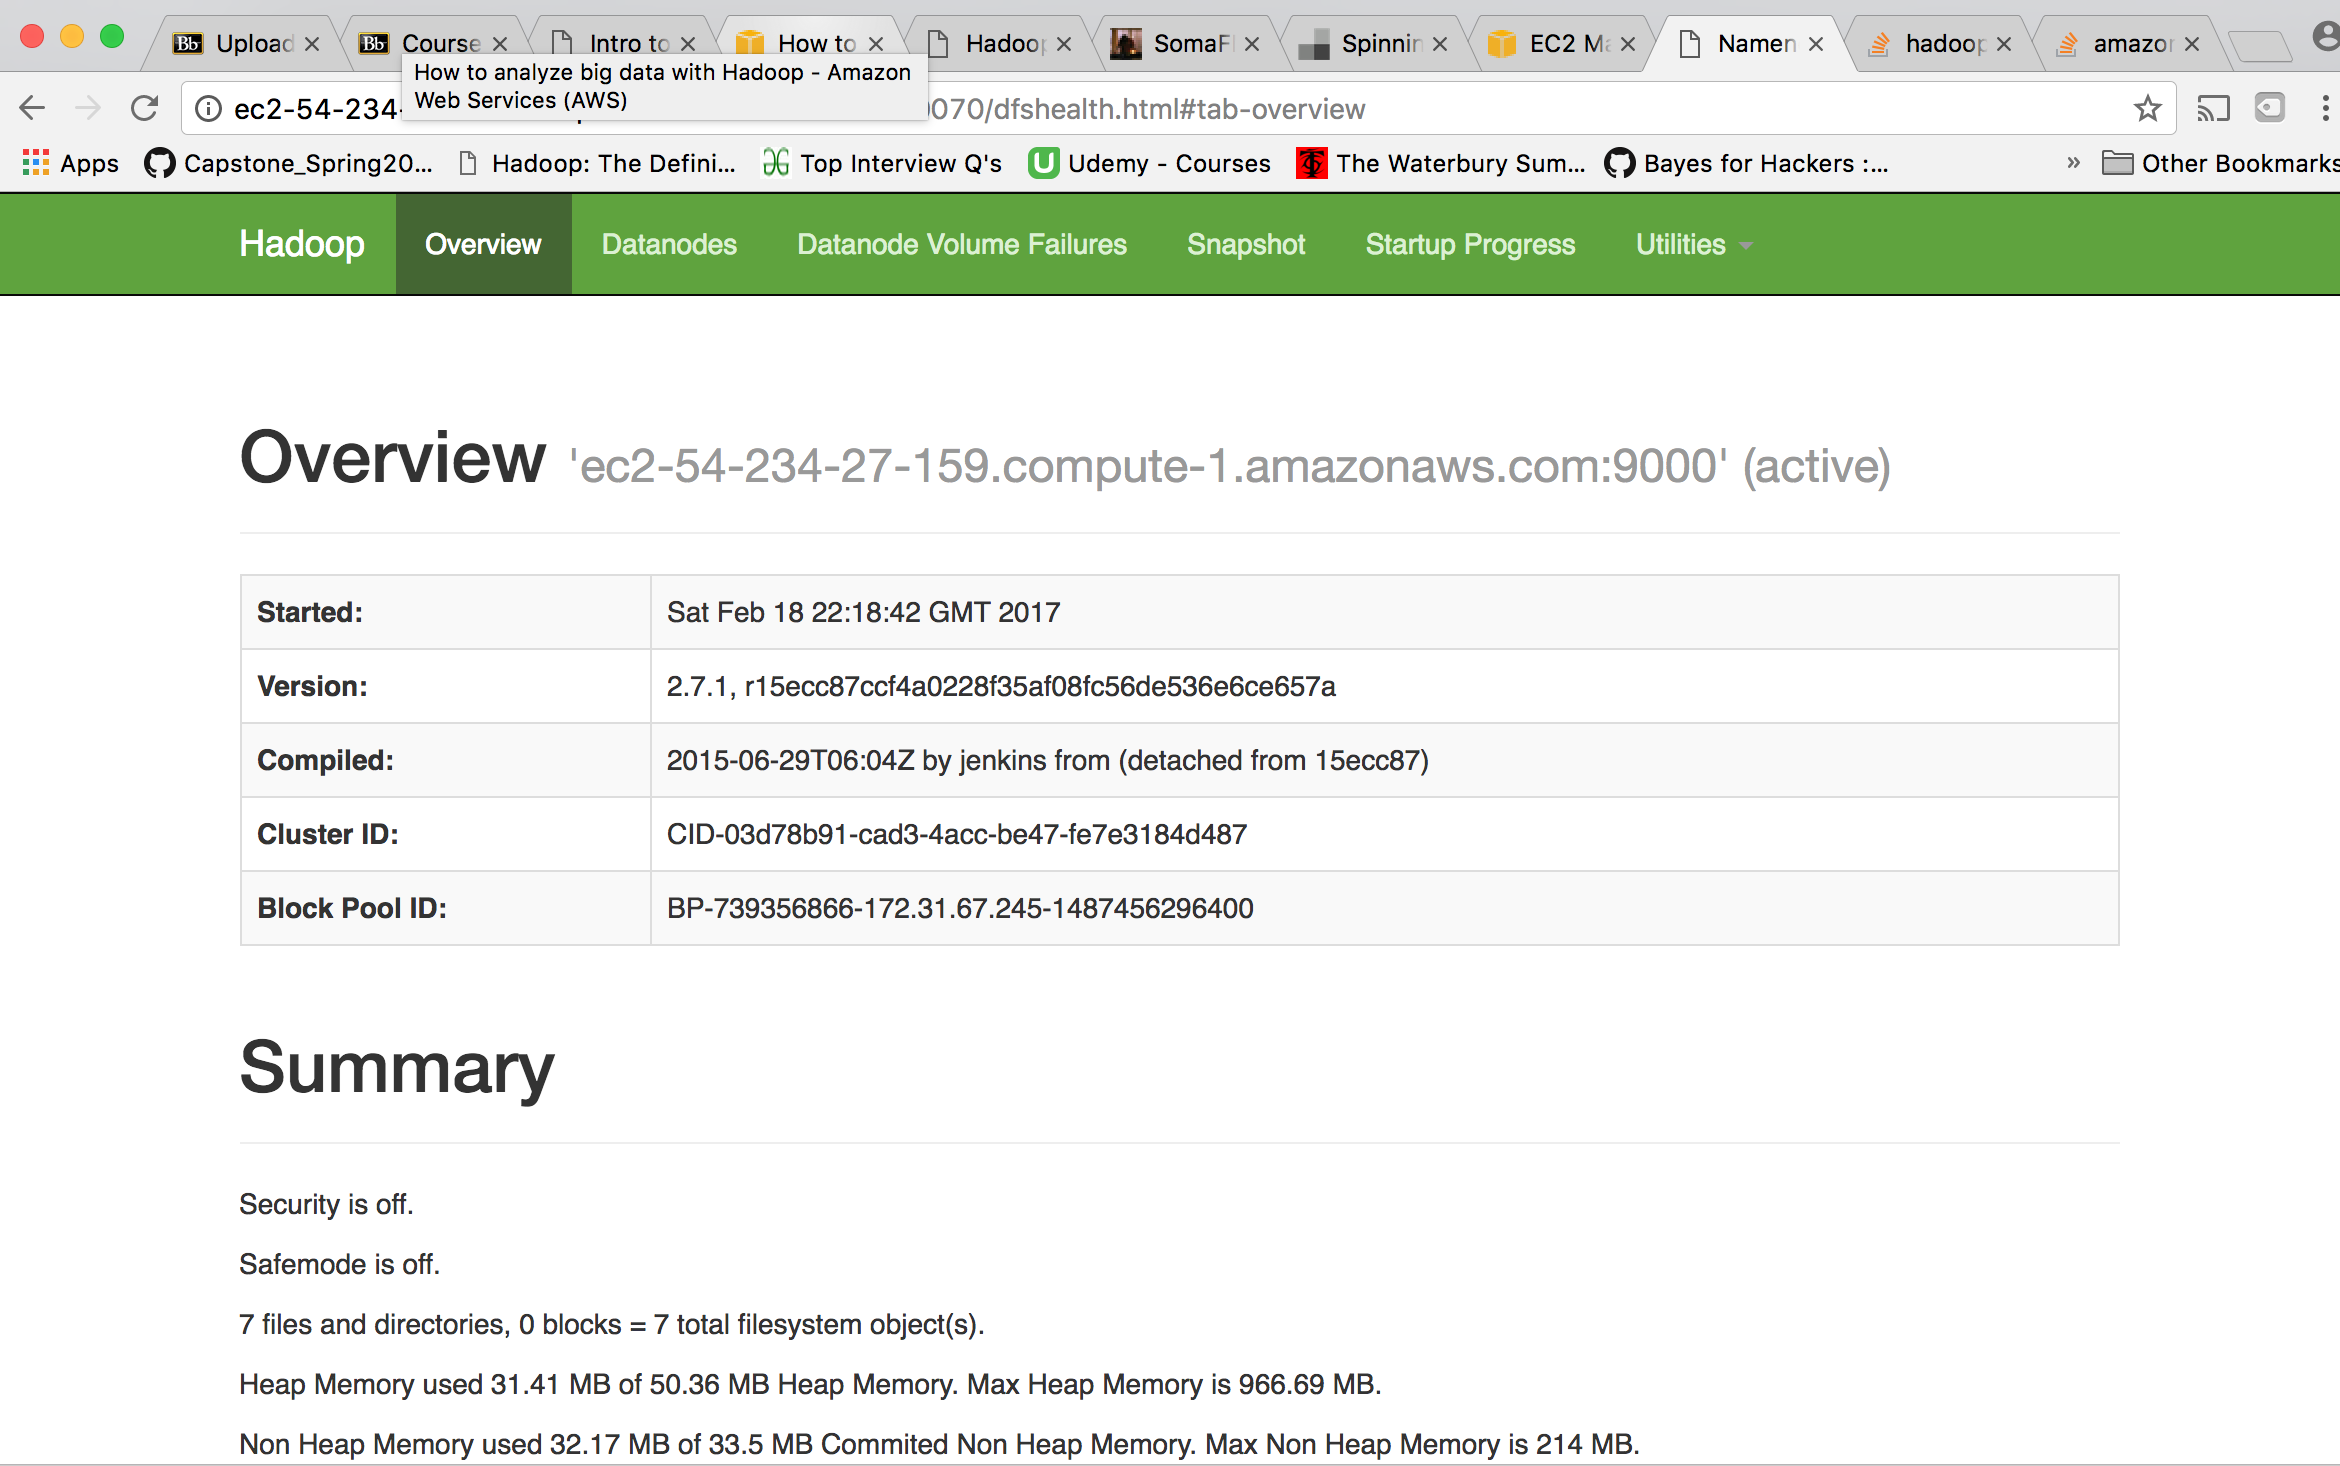 Upload Course Intro to How to Hadoop SomaF Spinnin EC2 Ma Namen hadoop amazon
How to analyze big data with Hadoop - Amazon
Web Services (AWS)
ec2-54-234- 070/dfshealth.html#tab-overview
Apps Capstone_Spring20... Hadoop: The Defini... Top Interview Q's Udemy - Courses The Waterbury Sum... Bayes for Hackers :... » Other Bookmarks
Hadoop Overview Datanodes Datanode Volume Failures Snapshot Startup Progress Utilities
Overview 'ec2-54-234-27-159.compute-1.amazonaws.com:9000' (active)
Started: Sat Feb 18 22:18:42 GMT 2017
Version: 2.7.1, r15ecc87ccf4a0228f35af08fc56de536e6ce657a
Compiled: 2015-06-29T06:04Z by jenkins from (detached from 15ecc87)
Cluster ID: CID-03d78b91-cad3-4acc-be47-fe7e3184d487
Block Pool ID: BP-739356866-172.31.67.245-1487456296400
Summary
Security is off.
Safemode is off.
7 files and directories, 0 blocks = 7 total filesystem object(s).
Heap Memory used 31.41 MB of 50.36 MB Heap Memory. Max Heap Memory is 966.69 MB.
Non Heap Memory used 32.17 MB of 33.5 MB Commited Non Heap Memory. Max Non Heap Memory is 214 MB.